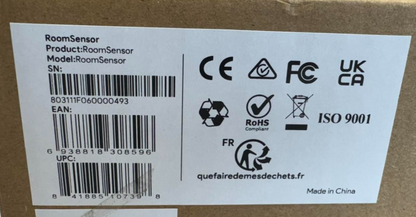 RoomSensor
Product:RoomSensor
Model:RoomSensor
SN:
803111F060000493
EAN:
6 938818 308596
UPC:
8 41885 10739 8
CE FC UK
CA
RoHS
Compliant
ISO 9001
FR
quefairedemesdechets.fr
Made in China